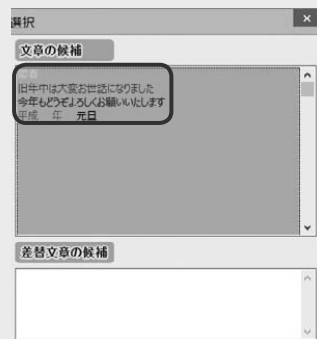 選択
文章の候補
旧年中は大変お世話になりました
今年もどうぞよろしくお願いいたします
平成 年 元日
差替文章の候補